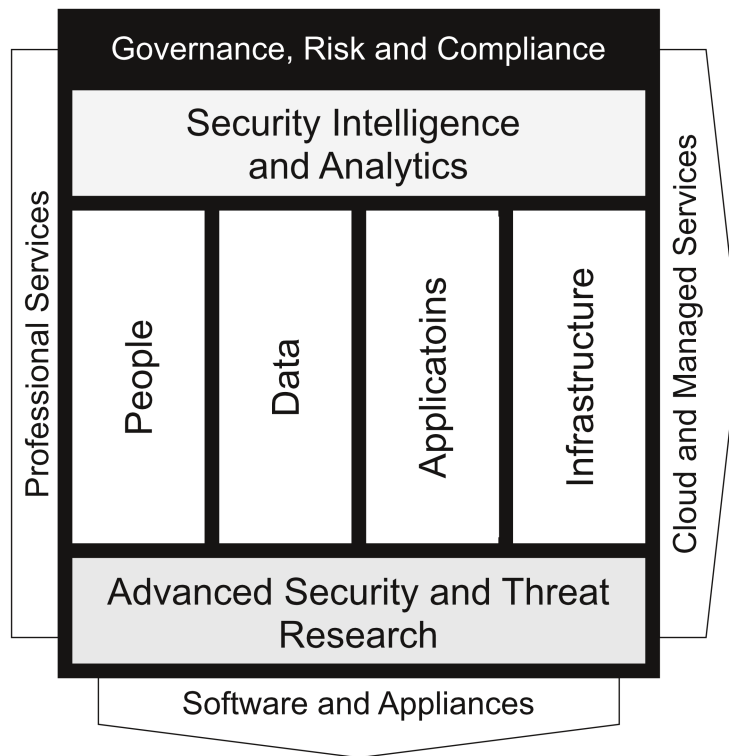 Governance, Risk and Compliance
Security Intelligence
and Analytics
Professional Services
People
Data
Applicatoins
Infrastructure
Cloud and Managed Services
Advanced Security and Threat
Research
Software and Appliances